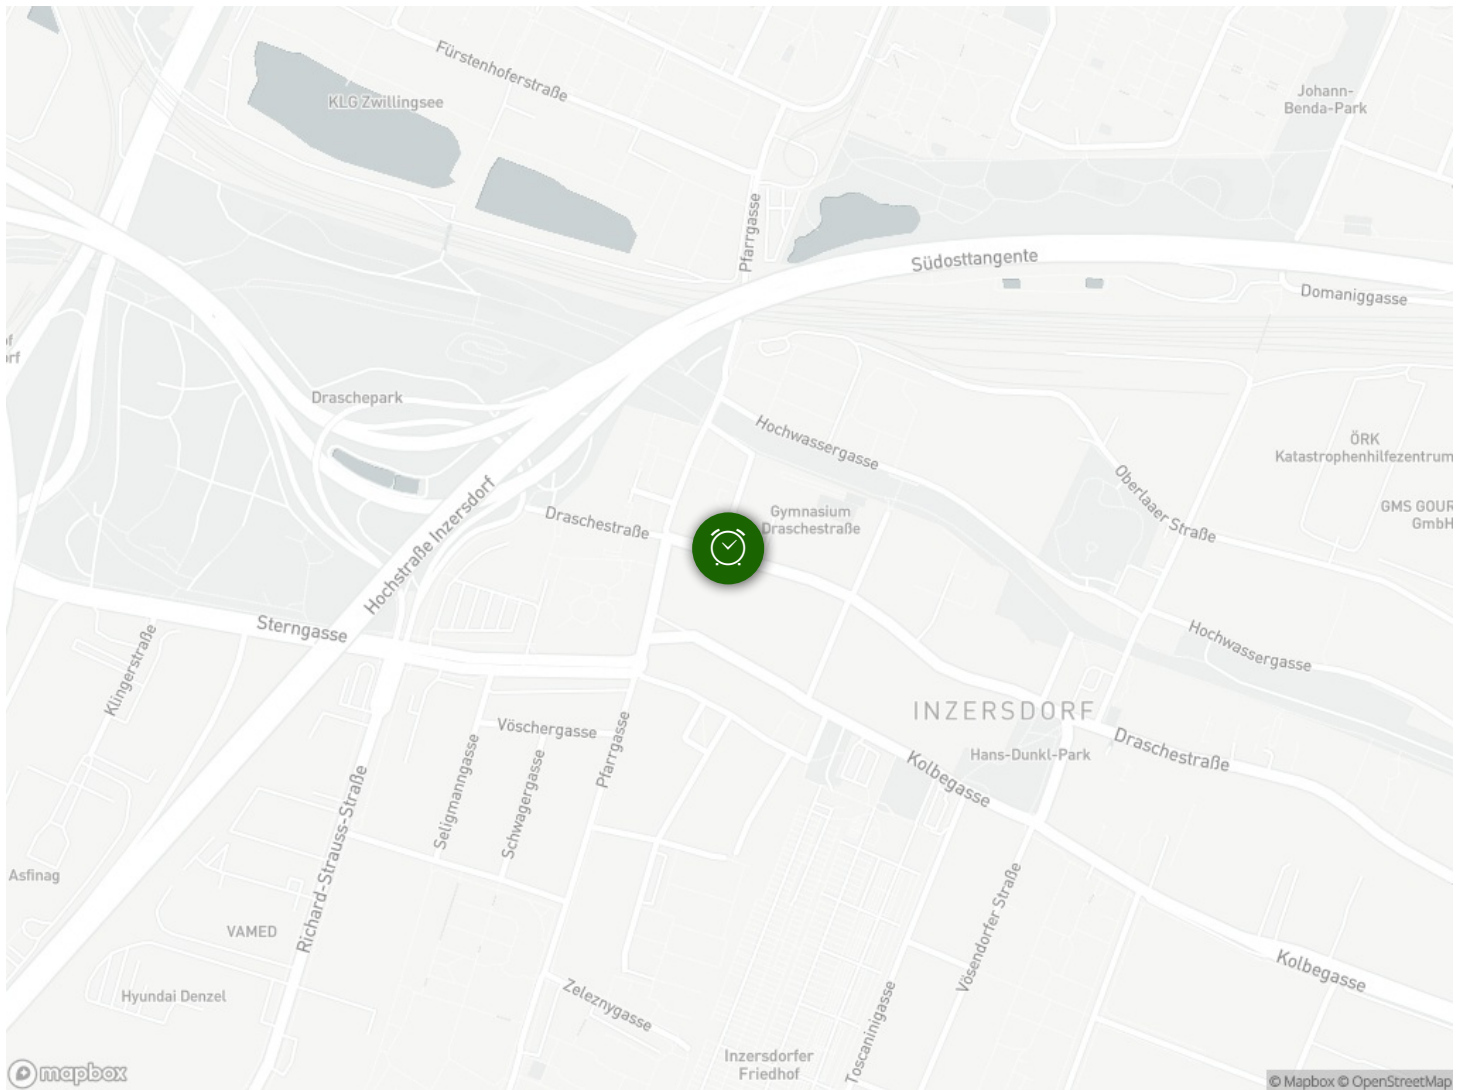 Fürstenhoferstraße
KLG Zwillingsee
Johann-
Benda-Park
Pfarrgasse
Südosttangente
Domaniggasse
of
orf
Draschepark
Hochwassergasse
ÖRK
Katastrophenhilfezentrum
Oberlaaer Straße
Hochstraße Inzersdorf
GMS GOUR
GmbH
Draschestraße
Gymnasium
Draschestraße
Sterngasse
Klingerstraße
Hochwassergasse
INZERSDORF
Vöschergasse
Pfarrgasse
Seligmanngasse
Schwagergasse
Hans-Dunkl-Park
Draschestraße
Kolbegasse
Richard-Strauss-Straße
Asfinag
VAMED
Vösendorfer Straße
Kolbegasse
Hyundai Denzel
Zeleznygasse
Toscaninigasse
Inzersdorfer
Friedhof
mapbox
© Mapbox © OpenStreetMap